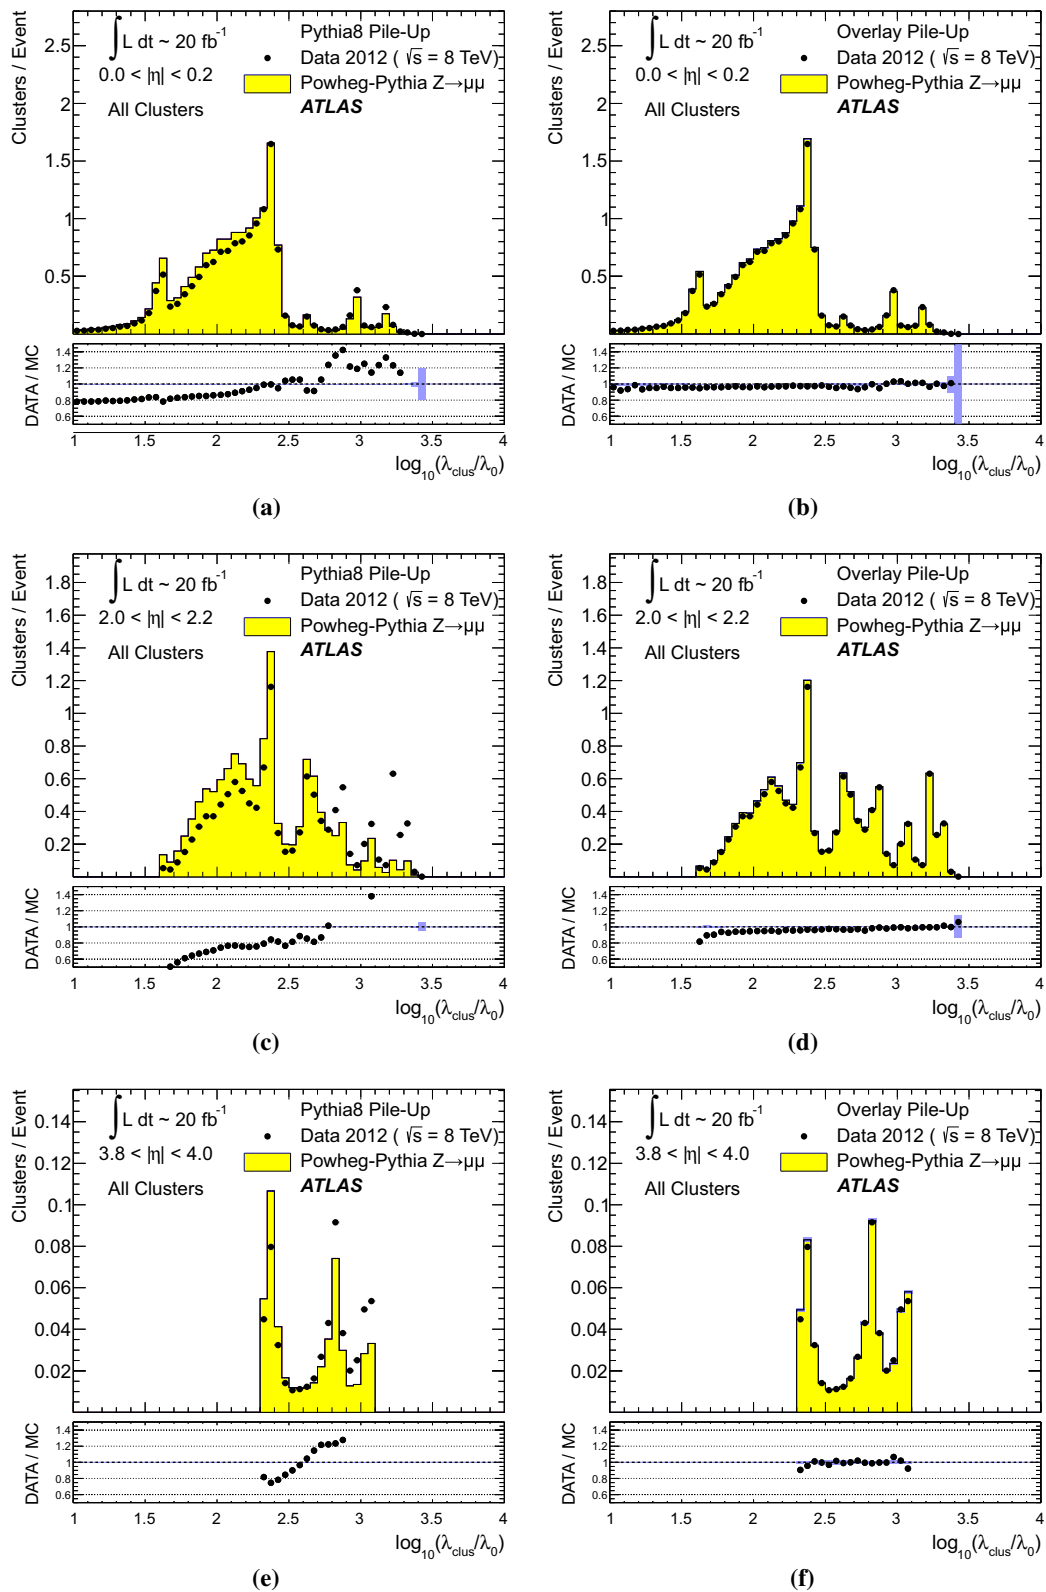 Clusters / Event
2.5
2
1.5
1
0.5
∫ L dt ~ 20 fb⁻¹
0.0 < |η| < 0.2
All Clusters
Pythia8 Pile-Up
Data 2012 ( √s = 8 TeV)
Powheg-Pythia Z→μμ
ATLAS
DATA / MC
1.4
1.2
1
0.8
0.6
1 1.5 2 2.5 3 3.5 4
log₁₀(λclus/λ₀)
(a)
Clusters / Event
2.5
2
1.5
1
0.5
∫ L dt ~ 20 fb⁻¹
0.0 < |η| < 0.2
All Clusters
Overlay Pile-Up
Data 2012 ( √s = 8 TeV)
Powheg-Pythia Z→μμ
ATLAS
DATA / MC
1.4
1.2
1
0.8
0.6
1 1.5 2 2.5 3 3.5 4
log₁₀(λclus/λ₀)
(b)
Clusters / Event
1.8
1.6
1.4
1.2
1
0.8
0.6
0.4
0.2
∫ L dt ~ 20 fb⁻¹
2.0 < |η| < 2.2
All Clusters
Pythia8 Pile-Up
Data 2012 ( √s = 8 TeV)
Powheg-Pythia Z→μμ
ATLAS
DATA / MC
1.4
1.2
1
0.8
0.6
1 1.5 2 2.5 3 3.5 4
log₁₀(λclus/λ₀)
(c)
Clusters / Event
1.8
1.6
1.4
1.2
1
0.8
0.6
0.4
0.2
∫ L dt ~ 20 fb⁻¹
2.0 < |η| < 2.2
All Clusters
Overlay Pile-Up
Data 2012 ( √s = 8 TeV)
Powheg-Pythia Z→μμ
ATLAS
DATA / MC
1.4
1.2
1
0.8
0.6
1 1.5 2 2.5 3 3.5 4
log₁₀(λclus/λ₀)
(d)
Clusters / Event
0.14
0.12
0.1
0.08
0.06
0.04
0.02
∫ L dt ~ 20 fb⁻¹
3.8 < |η| < 4.0
All Clusters
Pythia8 Pile-Up
Data 2012 ( √s = 8 TeV)
Powheg-Pythia Z→μμ
ATLAS
DATA / MC
1.4
1.2
1
0.8
0.6
1 1.5 2 2.5 3 3.5 4
log₁₀(λclus/λ₀)
(e)
Clusters / Event
0.14
0.12
0.1
0.08
0.06
0.04
0.02
∫ L dt ~ 20 fb⁻¹
3.8 < |η| < 4.0
All Clusters
Overlay Pile-Up
Data 2012 ( √s = 8 TeV)
Powheg-Pythia Z→μμ
ATLAS
DATA / MC
1.4
1.2
1
0.8
0.6
1 1.5 2 2.5 3 3.5 4
log₁₀(λclus/λ₀)
(f)